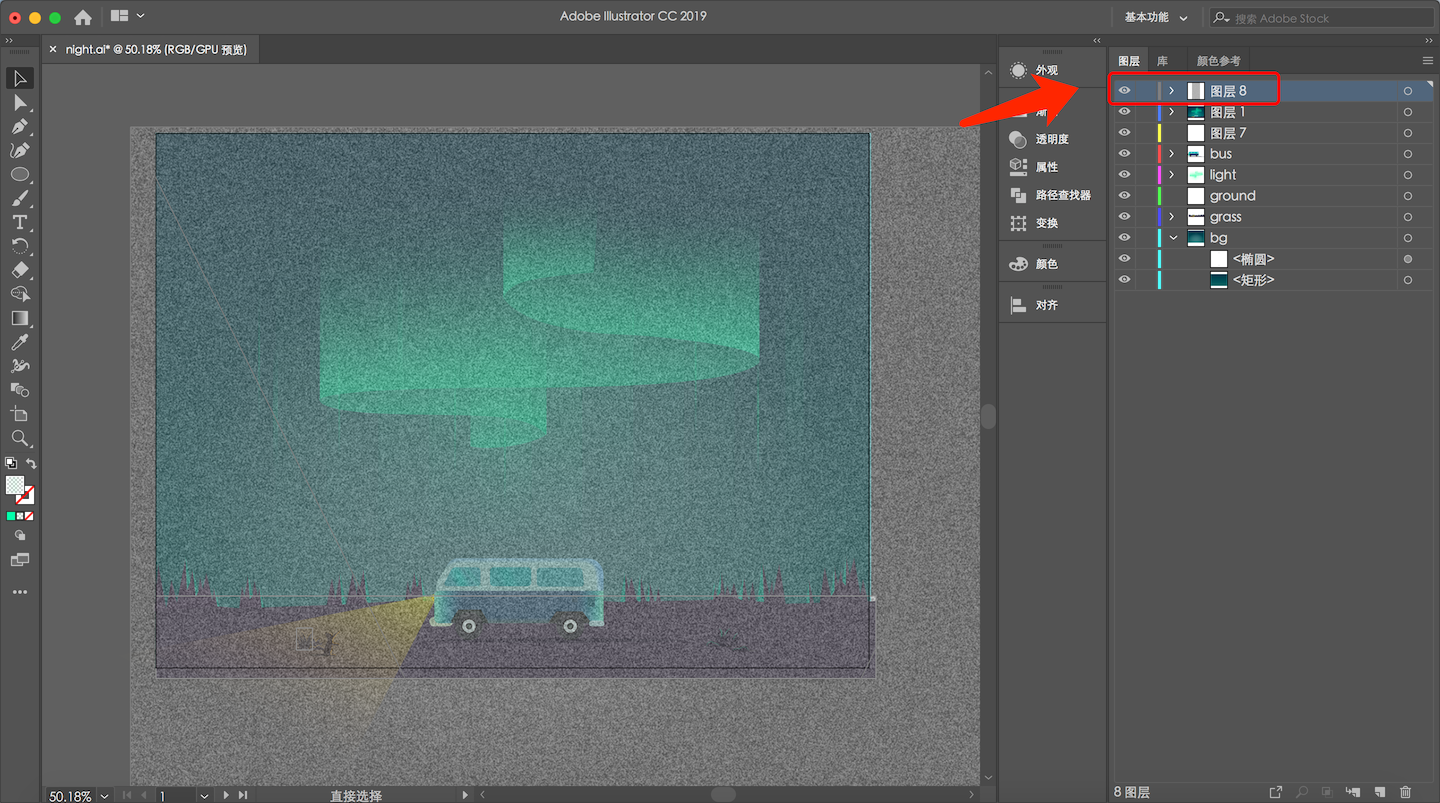 Adobe Illustrator CC 2019
基本功能
搜索 Adobe Stock
night.ai* @ 50.18% (RGB/GPU 预览)
外观
透明度
属性
路径查找器
变换
颜色
对齐
图层 库 颜色参考
图层 8
图层 1
图层 7
bus
light
ground
grass
bg
<椭圆>
<矩形>
50.18% 1 直接选择
8 图层